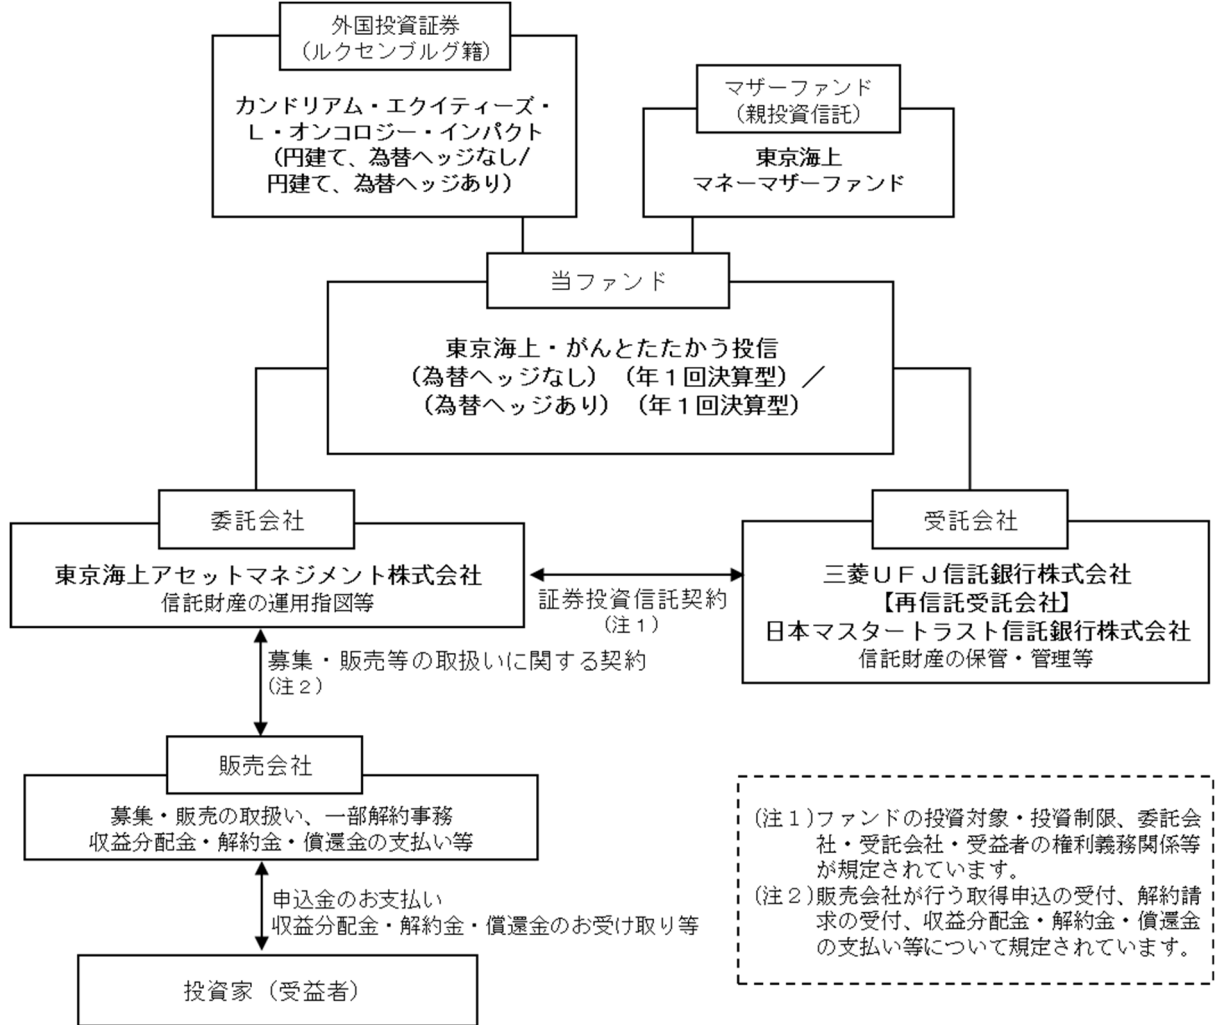 外国投資証券
(ルクセンブルグ籍)
カンドリアム・エクイティーズ・
Ｌ・オンコロジー・インパクト
(円建て、為替ヘッジなし/
円建て、為替ヘッジあり)
マザーファンド
(親投資信託)
東京海上
マネーマザーファンド
当ファンド
東京海上・がんとたたかう投信
(為替ヘッジなし) (年１回決算型) ／
(為替ヘッジあり) (年１回決算型)
委託会社
東京海上アセットマネジメント株式会社
信託財産の運用指図等
証券投資信託契約
(注１)
受託会社
三菱ＵＦＪ信託銀行株式会社
【再信託受託会社】
日本マスタートラスト信託銀行株式会社
信託財産の保管・管理等
募集・販売等の取扱いに関する契約
(注２)
販売会社
募集・販売の取扱い、一部解約事務
収益分配金・解約金・償還金の支払い等
申込金のお支払い
収益分配金・解約金・償還金のお受け取り等
投資家 (受益者)
(注１)ファンドの投資対象・投資制限、委託会
社・受託会社・受益者の権利義務関係等
が規定されています。
(注２)販売会社が行う取得申込の受付、解約請
求の受付、収益分配金・解約金・償還金
の支払い等について規定されています。